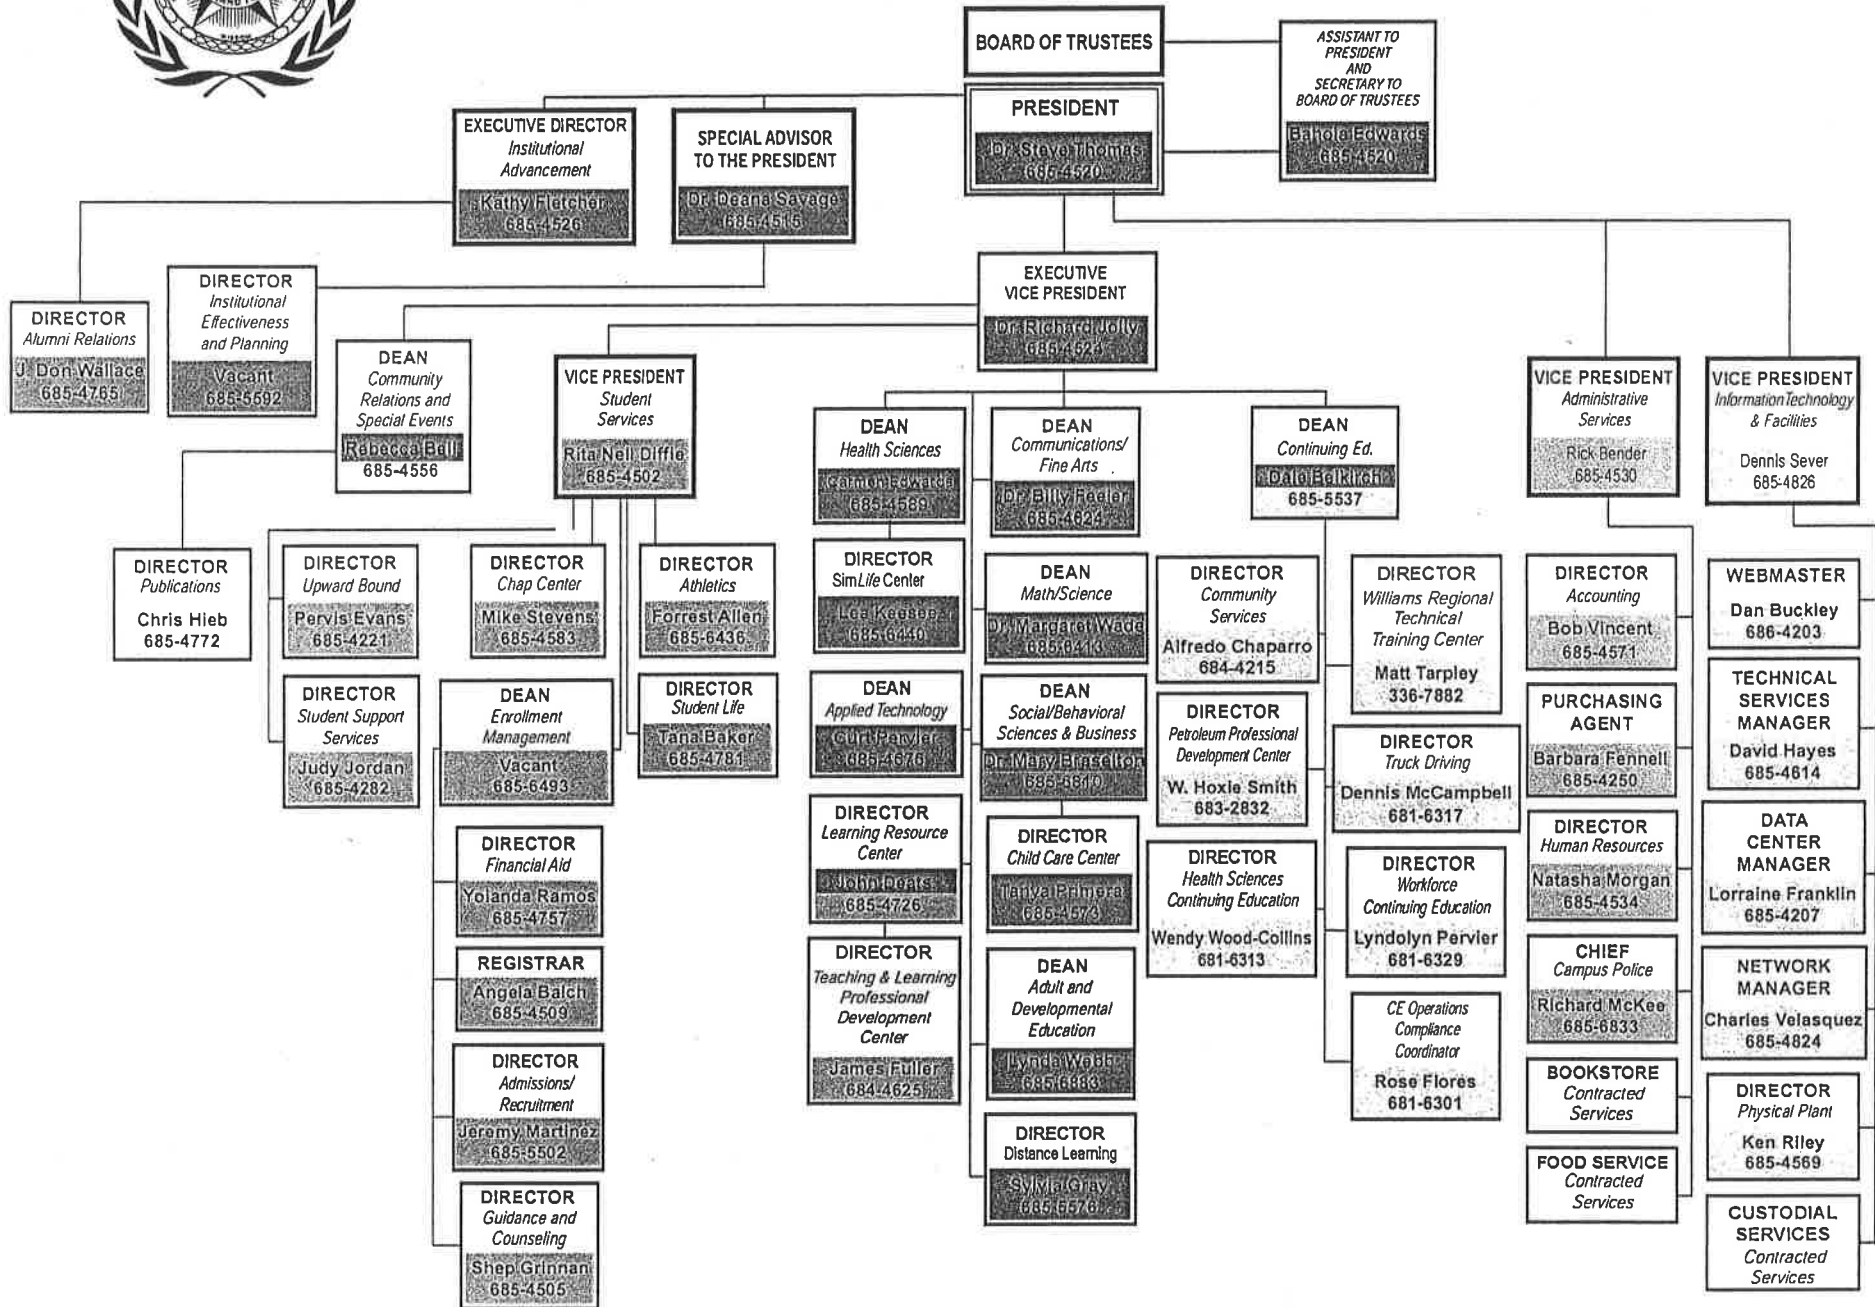 BOARD OF TRUSTEES
ASSISTANT TO
PRESIDENT
AND
SECRETARY TO
BOARD OF TRUSTEES
Bahola Edwards
685-4520
PRESIDENT
Dr. Steve Thomas
685-4520
EXECUTIVE DIRECTOR
Institutional
Advancement
Kathy Fletcher
685-4526
SPECIAL ADVISOR
TO THE PRESIDENT
Dr. Deana Savage
685-4515
EXECUTIVE
VICE PRESIDENT
Dr. Richard Jolly
685-4524
DIRECTOR
Alumni Relations
J. Don Wallace
685-4765
DIRECTOR
Institutional
Effectiveness
and Planning
Vacant
685-5592
DEAN
Community
Relations and
Special Events
Rebecca Bell
685-4556
VICE PRESIDENT
Student
Services
Rita Nell Diffie
685-4502
VICE PRESIDENT
Administrative
Services
Rick Bender
685-4530
VICE PRESIDENT
Information Technology
& Facilities
Dennis Sever
685-4826
DEAN
Health Sciences
Carmen Edwards
685-4589
DEAN
Communications/
Fine Arts
Dr. Billy Feeler
685-4624
DEAN
Continuing Ed.
Dale Beikirch
685-5537
DIRECTOR
Publications
Chris Hieb
685-4772
DIRECTOR
Upward Bound
Pervis Evans
685-4221
DIRECTOR
Chap Center
Mike Stevens
685-4583
DIRECTOR
Athletics
Forrest Allen
685-6436
DIRECTOR
Student Support
Services
Judy Jordan
685-4282
DEAN
Enrollment
Management
Vacant
685-6493
DIRECTOR
Student Life
Tana Baker
685-4781
DIRECTOR
Financial Aid
Yolanda Ramos
685-4757
REGISTRAR
Angela Balch
685-4509
DIRECTOR
Admissions/
Recruitment
Jeremy Martinez
685-5502
DIRECTOR
Guidance and
Counseling
Shep Grinnan
685-4505
DIRECTOR
SimLife Center
Lea Keesee
685-6440
DEAN
Applied Technology
Curt Pervier
685-4676
DIRECTOR
Learning Resource
Center
John Deats
685-4726
DIRECTOR
Teaching & Learning
Professional
Development
Center
James Fuller
684-4625
DEAN
Math/Science
Dr. Margaret Wade
685-6413
DEAN
Social/Behavioral
Sciences & Business
Dr. Mary Braselton
685-6810
DIRECTOR
Child Care Center
Tanya Primera
685-4573
DEAN
Adult and
Developmental
Education
Lynda Webb
685-6883
DIRECTOR
Distance Learning
Sylvia Gray
685-5576
DIRECTOR
Community
Services
Alfredo Chaparro
684-4215
DIRECTOR
Petroleum Professional
Development Center
W. Hoxie Smith
683-2832
DIRECTOR
Health Sciences
Continuing Education
Wendy Wood-Collins
681-6313
DIRECTOR
Williams Regional
Technical
Training Center
Matt Tarpley
336-7882
DIRECTOR
Truck Driving
Dennis McCampbell
681-6317
DIRECTOR
Workforce
Continuing Education
Lyndolyn Pervier
681-6329
CE Operations
Compliance
Coordinator
Rose Flores
681-6301
DIRECTOR
Accounting
Bob Vincent
685-4571
PURCHASING
AGENT
Barbara Fennell
685-4250
DIRECTOR
Human Resources
Natasha Morgan
685-4534
CHIEF
Campus Police
Richard McKee
685-6833
BOOKSTORE
Contracted
Services
FOOD SERVICE
Contracted
Services
WEBMASTER
Dan Buckley
686-4203
TECHNICAL
SERVICES
MANAGER
David Hayes
685-4614
DATA
CENTER
MANAGER
Lorraine Franklin
685-4207
NETWORK
MANAGER
Charles Velasquez
685-4824
DIRECTOR
Physical Plant
Ken Riley
685-4569
CUSTODIAL
SERVICES
Contracted
Services